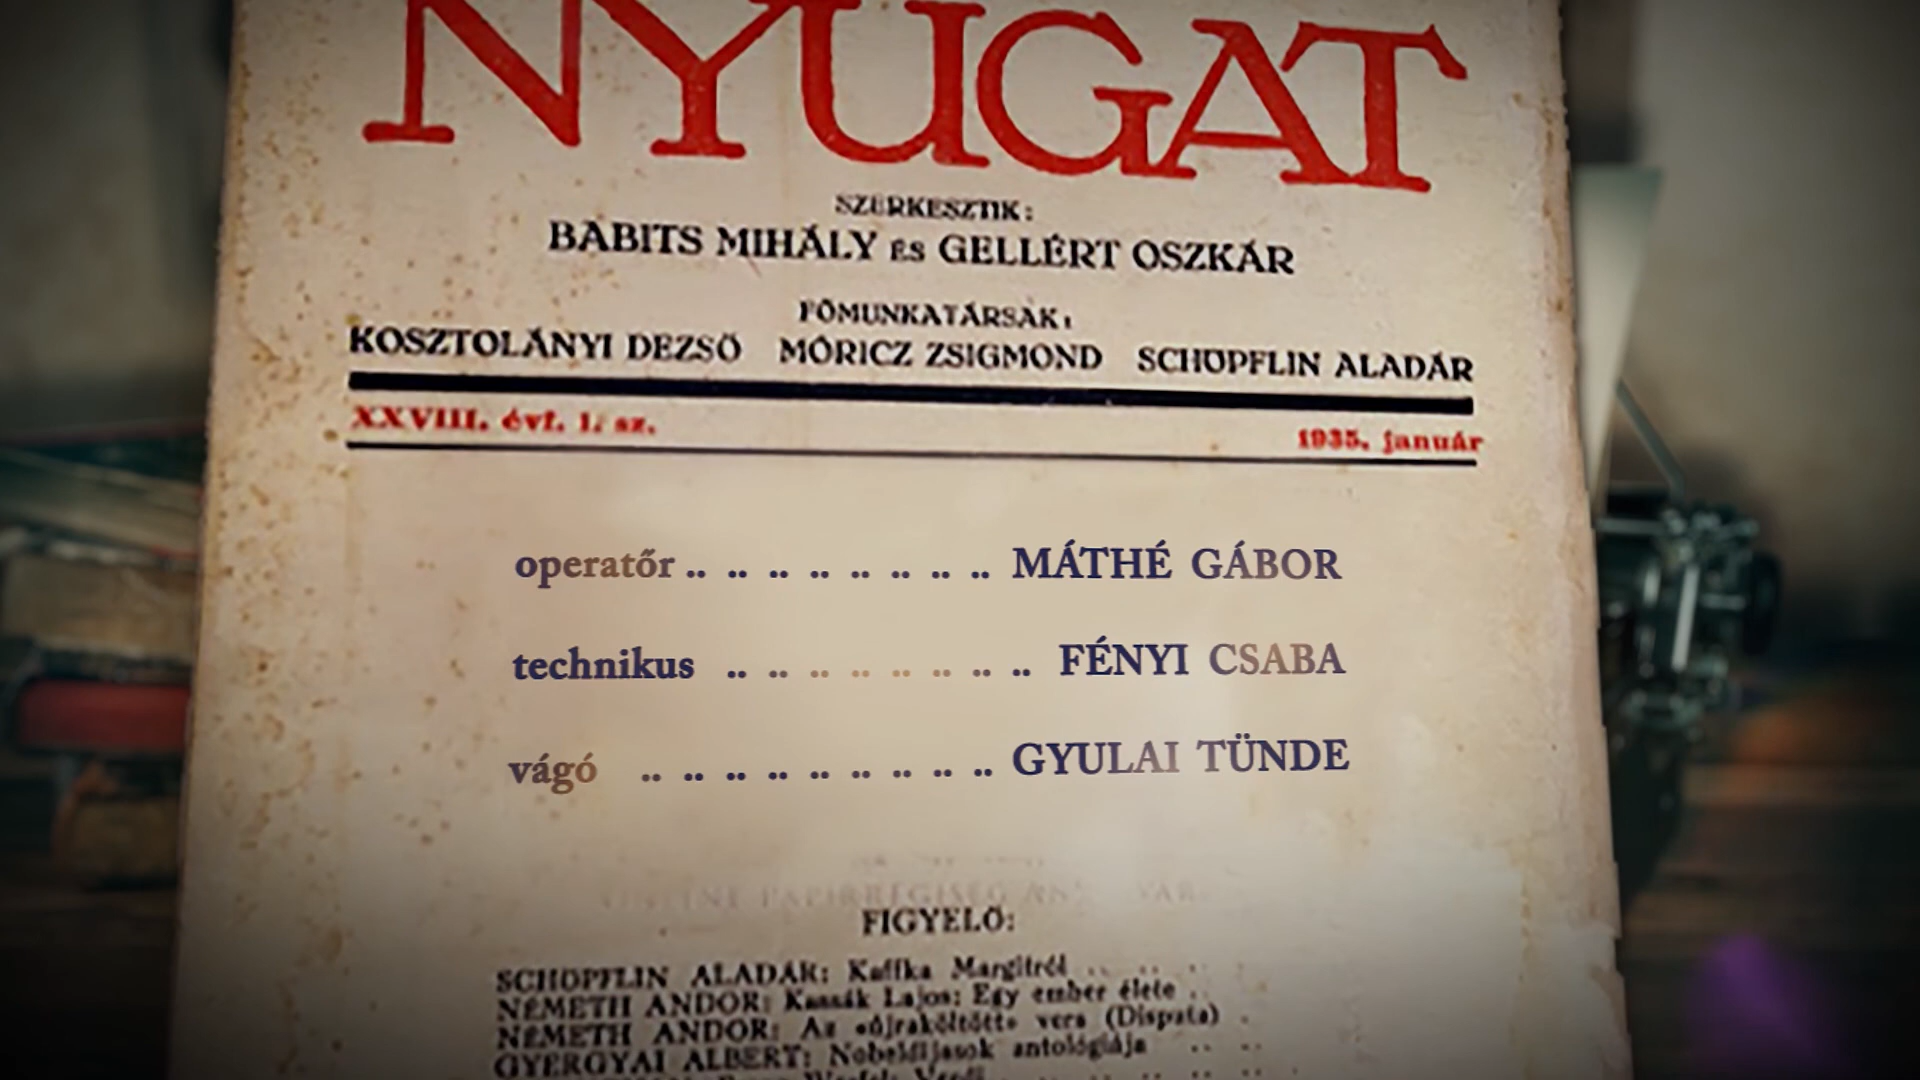 NYUGAT
SZERKESZTIK:
BABITS MIHÁLY ÉS GELLÉRT OSZKÁR
FŐMUNKATÁRSAK:
KOSZTOLÁNYI DEZSŐ MÓRICZ ZSIGMOND SCHÖPFLIN ALADÁR
XXVIII. évf. 1. sz. 1935. január
operatőr .. .. .. .. .. .. .. .. MÁTHÉ GÁBOR
technikus .. .. .. .. .. .. .. .. FÉNYI CSABA
vágó .. .. .. .. .. .. .. .. .. GYULAI TÜNDE
FIGYELŐ:
SCHÖPFLIN ALADÁR: Kaffka Margitról .. .. .
NÉMETH ANDOR: Kassák Lajos: Egy ember élete ..
NÉMETH ANDOR: Az «újraköltött» vers (Disputa) .
GYERGYAI ALBERT: Nobeldíjasok antológiája .. ..